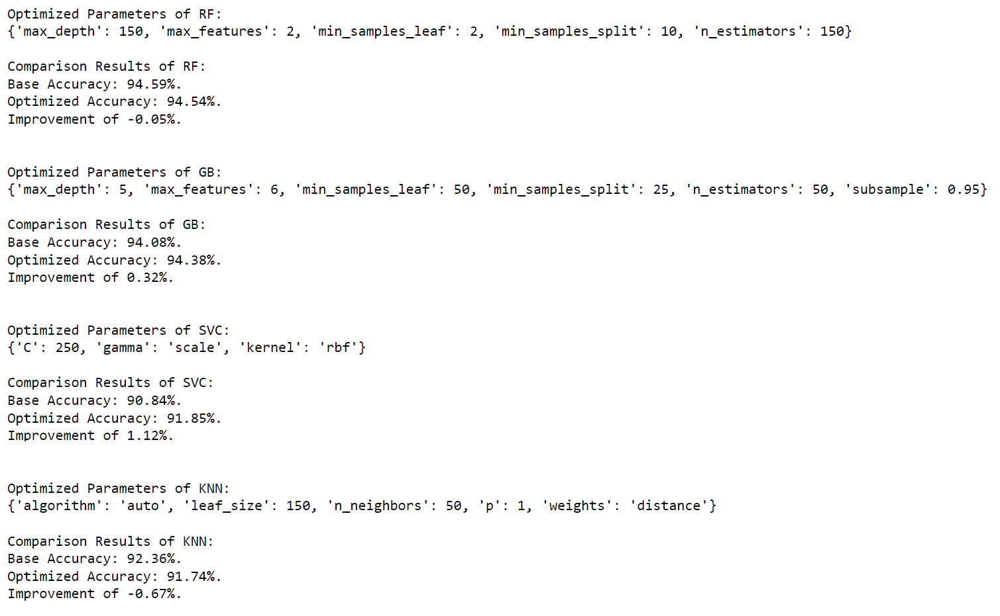 Optimized Parameters of RF:
{'max_depth': 150, 'max_features': 2, 'min_samples_leaf': 2, 'min_samples_split': 10, 'n_estimators': 150}
Comparison Results of RF:
Base Accuracy: 94.59%.
Optimized Accuracy: 94.54%.
Improvement of -0.05%.
Optimized Parameters of GB:
{'max_depth': 5, 'max_features': 6, 'min_samples_leaf': 50, 'min_samples_split': 25, 'n_estimators': 50, 'subsample': 0.95}
Comparison Results of GB:
Base Accuracy: 94.08%.
Optimized Accuracy: 94.38%.
Improvement of 0.32%.
Optimized Parameters of SVC:
{'C': 250, 'gamma': 'scale', 'kernel': 'rbf'}
Comparison Results of SVC:
Base Accuracy: 90.84%.
Optimized Accuracy: 91.85%.
Improvement of 1.12%.
Optimized Parameters of KNN:
{'algorithm': 'auto', 'leaf_size': 150, 'n_neighbors': 50, 'p': 1, 'weights': 'distance'}
Comparison Results of KNN:
Base Accuracy: 92.36%.
Optimized Accuracy: 91.74%.
Improvement of -0.67%.